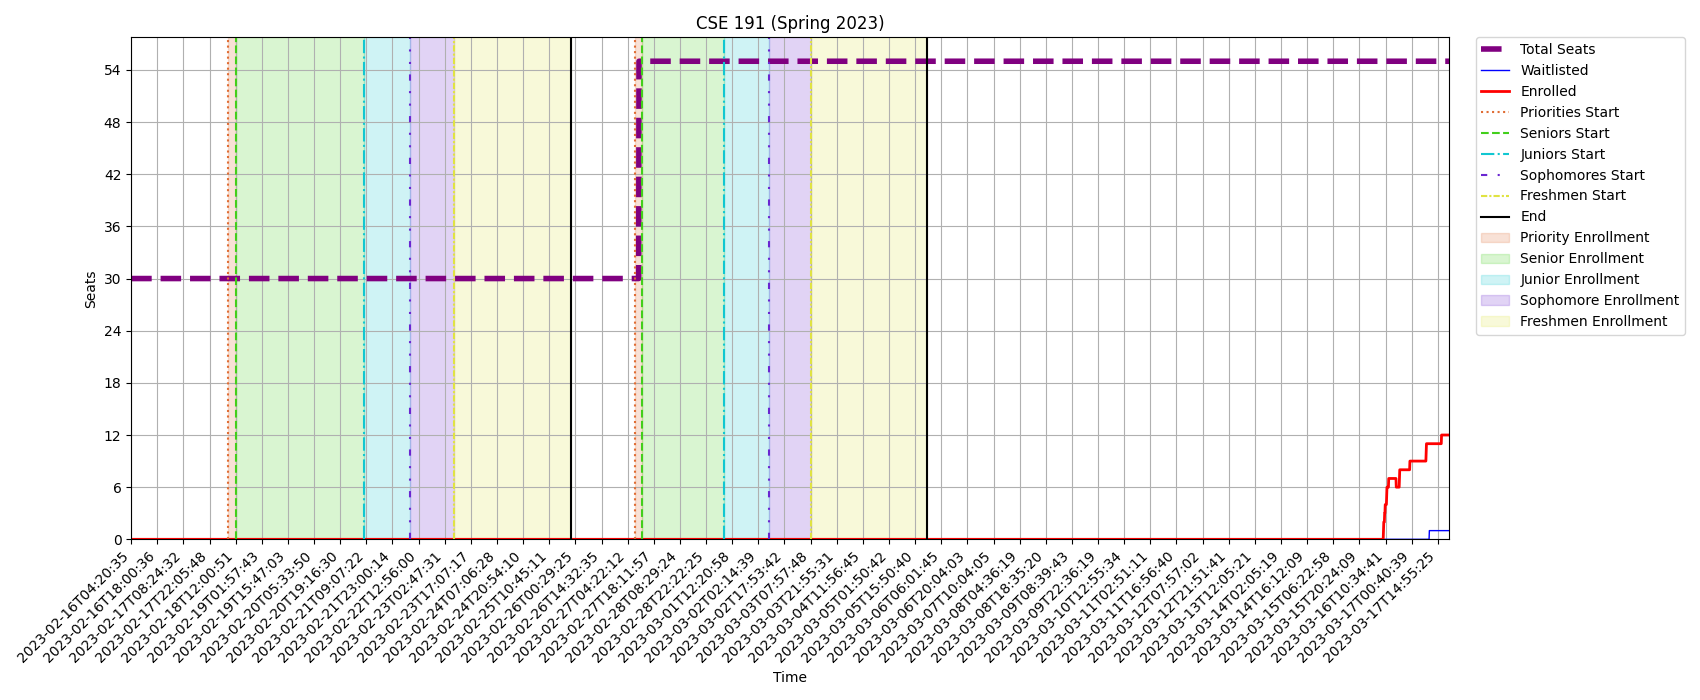 CSE 191 (Spring 2023)
54
48
42
36
30
24
18
12
6
0
Seats
2023-02-16T04:20:35
2023-02-16T18:00:36
2023-02-17T08:24:32
2023-02-17T22:05:48
2023-02-18T12:00:51
2023-02-19T01:57:43
2023-02-19T15:47:03
2023-02-20T05:33:50
2023-02-20T19:16:30
2023-02-21T09:07:22
2023-02-21T23:00:14
2023-02-22T22:56:00
2023-02-23T02:47:31
2023-02-23T17:07:17
2023-02-24T07:06:28
2023-02-24T20:54:10
2023-02-25T10:45:11
2023-02-26T00:29:25
2023-02-26T14:32:35
2023-02-27T04:22:12
2023-02-27T18:11:57
2023-02-28T08:29:24
2023-02-28T22:22:25
2023-03-01T12:20:58
2023-03-02T02:14:39
2023-03-02T17:53:42
2023-03-03T07:57:48
2023-03-03T21:55:31
2023-03-04T11:56:45
2023-03-05T01:50:42
2023-03-05T15:50:40
2023-03-06T06:01:45
2023-03-06T20:04:03
2023-03-07T10:04:05
2023-03-08T04:36:19
2023-03-08T18:35:20
2023-03-09T08:39:43
2023-03-09T22:36:19
2023-03-10T12:55:34
2023-03-11T02:51:11
2023-03-11T16:56:40
2023-03-12T07:57:02
2023-03-12T21:51:41
2023-03-13T12:05:21
2023-03-14T02:05:19
2023-03-14T16:12:09
2023-03-15T06:22:58
2023-03-15T20:24:09
2023-03-16T10:34:41
2023-03-17T00:40:39
2023-03-17T14:55:25
Time
Total Seats
Waitlisted
Enrolled
Priorities Start
Seniors Start
Juniors Start
Sophomores Start
Freshmen Start
End
Priority Enrollment
Senior Enrollment
Junior Enrollment
Sophomore Enrollment
Freshmen Enrollment